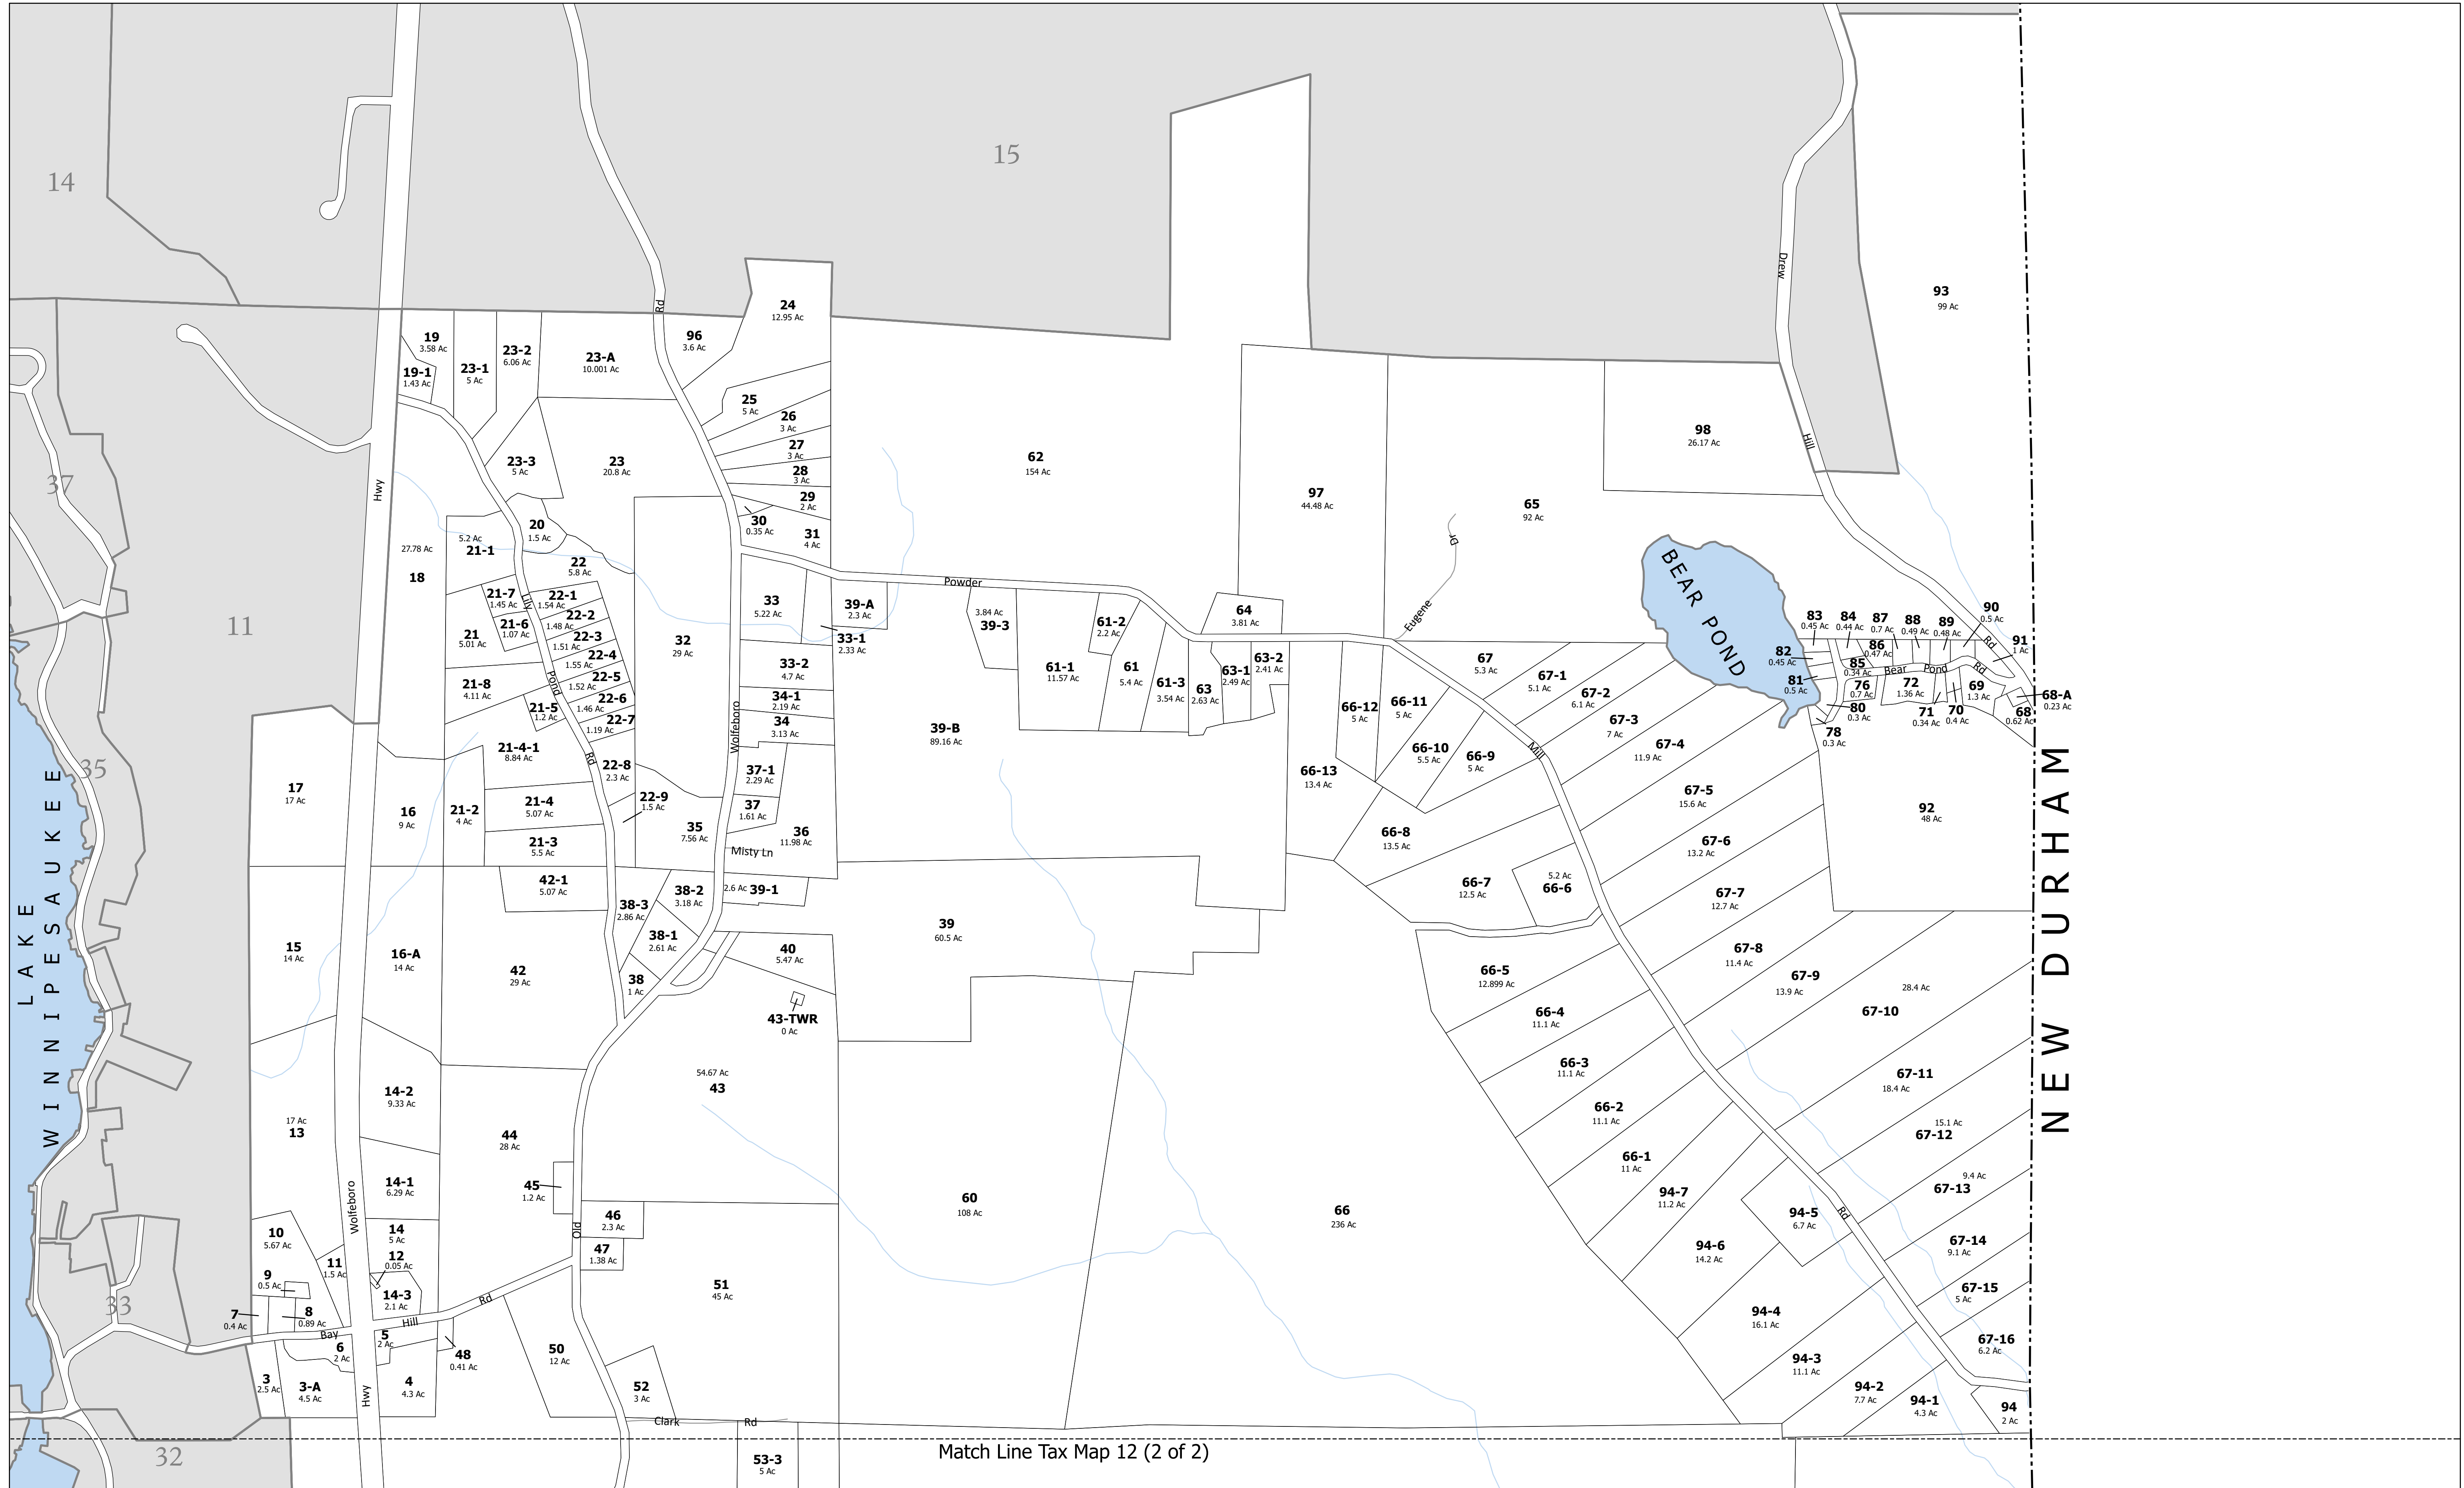 14
15
11
37
35
33
32
LAKE
WINNIPESAUKEE
BEAR POND
NEW DURHAM
Match Line Tax Map 12 (2 of 2)
Hwy
Wolfeboro
Hwy
Rd
Wolfeboro
Old
Lily
Pond
Rd
Powder
Mill
Rd
Eugene
Dr
Drew
Hill
Rd
Bear
Pond
Rd
Misty Ln
Bay
Hill
Rd
Clark
Rd
19
3.58 Ac
19-1
1.43 Ac
23-1
5 Ac
23-2
6.06 Ac
23-A
10.001 Ac
96
3.6 Ac
24
12.95 Ac
25
5 Ac
26
3 Ac
27
3 Ac
28
3 Ac
29
2 Ac
30
0.35 Ac
31
4 Ac
23-3
5 Ac
23
20.8 Ac
20
1.5 Ac
5.2 Ac
21-1
27.78 Ac
18
22
5.8 Ac
21-7
1.45 Ac
21-6
1.07 Ac
21
5.01 Ac
22-1
1.54 Ac
22-2
1.48 Ac
22-3
1.51 Ac
22-4
1.55 Ac
22-5
1.52 Ac
22-6
1.46 Ac
22-7
1.19 Ac
22-8
2.3 Ac
22-9
1.5 Ac
21-8
4.11 Ac
21-5
1.2 Ac
21-4-1
8.84 Ac
21-4
5.07 Ac
21-3
5.5 Ac
21-2
4 Ac
32
29 Ac
33
5.22 Ac
39-A
2.3 Ac
33-1
2.33 Ac
33-2
4.7 Ac
34-1
2.19 Ac
34
3.13 Ac
37-1
2.29 Ac
37
1.61 Ac
36
11.98 Ac
35
7.56 Ac
17
17 Ac
16
9 Ac
15
14 Ac
16-A
14 Ac
42-1
5.07 Ac
42
29 Ac
38-3
2.86 Ac
38-2
3.18 Ac
38-1
2.61 Ac
38
1 Ac
2.6 Ac
39-1
40
5.47 Ac
43-TWR
0 Ac
54.67 Ac
43
14-2
9.33 Ac
17 Ac
13
14-1
6.29 Ac
14
5 Ac
12
0.05 Ac
14-3
2.1 Ac
44
28 Ac
45
1.2 Ac
46
2.3 Ac
47
1.38 Ac
10
5.67 Ac
11
1.5 Ac
9
0.5 Ac
7
0.4 Ac
8
0.89 Ac
6
2 Ac
5
2 Ac
3
2.5 Ac
3-A
4.5 Ac
4
4.3 Ac
48
0.41 Ac
50
12 Ac
52
3 Ac
51
45 Ac
53-3
5 Ac
62
154 Ac
97
44.48 Ac
65
92 Ac
98
26.17 Ac
93
99 Ac
3.84 Ac
39-3
61-1
11.57 Ac
61-2
2.2 Ac
61
5.4 Ac
61-3
3.54 Ac
63
2.63 Ac
63-1
2.49 Ac
63-2
2.41 Ac
64
3.81 Ac
39-B
89.16 Ac
39
60.5 Ac
60
108 Ac
66
236 Ac
66-12
5 Ac
66-11
5 Ac
66-10
5.5 Ac
66-9
5 Ac
66-13
13.4 Ac
66-8
13.5 Ac
66-7
12.5 Ac
5.2 Ac
66-6
66-5
12.899 Ac
66-4
11.1 Ac
66-3
11.1 Ac
66-2
11.1 Ac
66-1
11 Ac
67
5.3 Ac
67-1
5.1 Ac
67-2
6.1 Ac
67-3
7 Ac
67-4
11.9 Ac
67-5
15.6 Ac
67-6
13.2 Ac
67-7
12.7 Ac
67-8
11.4 Ac
67-9
13.9 Ac
28.4 Ac
67-10
67-11
18.4 Ac
15.1 Ac
67-12
9.4 Ac
67-13
67-14
9.1 Ac
67-15
5 Ac
67-16
6.2 Ac
94-7
11.2 Ac
94-5
6.7 Ac
94-6
14.2 Ac
94-4
16.1 Ac
94-3
11.1 Ac
94-2
7.7 Ac
94-1
4.3 Ac
94
2 Ac
92
48 Ac
83
0.45 Ac
84
0.44 Ac
87
0.7 Ac
88
0.49 Ac
89
0.48 Ac
90
0.5 Ac
91
1 Ac
82
0.45 Ac
86
0.47 Ac
85
0.34 Ac
81
0.5 Ac
76
0.7 Ac
72
1.36 Ac
69
1.3 Ac
68-A
0.23 Ac
68
0.62 Ac
80
0.3 Ac
71
0.34 Ac
70
0.4 Ac
78
0.3 Ac